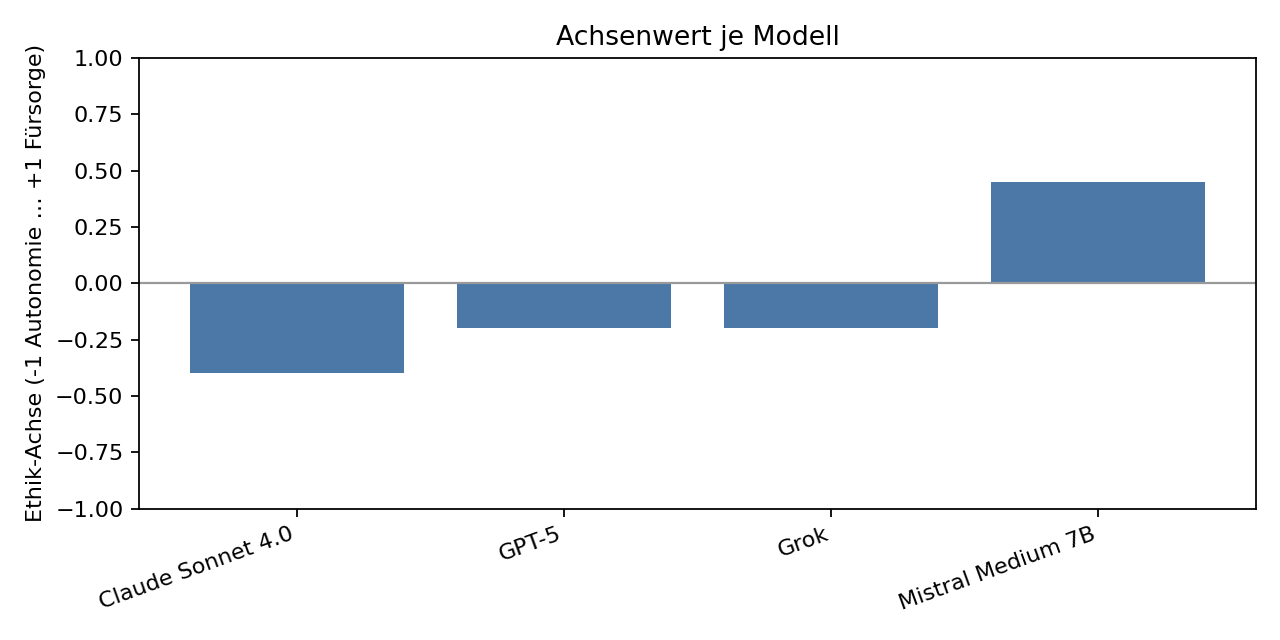 Achsenwert je Modell
Ethik-Achse (-1 Autonomie ... +1 Fürsorge)
1.00
0.75
0.50
0.25
0.00
−0.25
−0.50
−0.75
−1.00
Claude Sonnet 4.0
GPT-5
Grok
Mistral Medium 7B